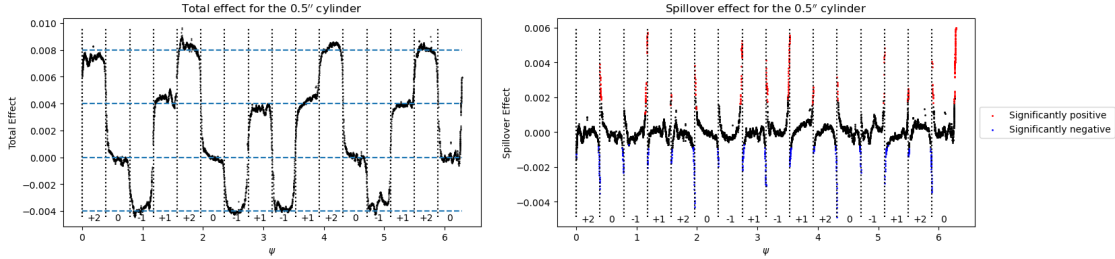 Total effect for the 0.5′′ cylinder
Total Effect
0.010
0.008
0.006
0.004
0.002
0.000
−0.002
−0.004
+2 0 -1 +1 +2 0 -1 +1 -1 +1 +2 0 -1 +1 +2 0
0 1 2 3 4 5 6
ψ
Spillover effect for the 0.5′′ cylinder
Spillover Effect
0.006
0.004
0.002
0.000
−0.002
−0.004
+2 0 -1 +1 +2 0 -1 +1 -1 +1 +2 0 -1 +1 +2 0
0 1 2 3 4 5 6
ψ
Significantly positive
Significantly negative